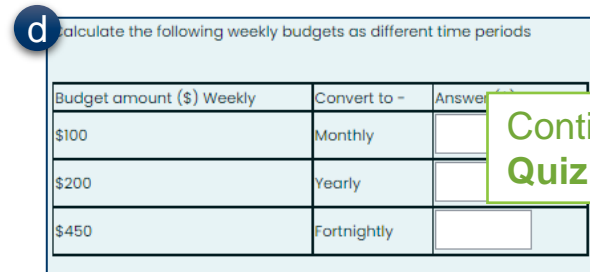 d
alculate the following weekly budgets as different time periods
Budget amount ($) Weekly Convert to - Answer
$100 Monthly
$200 Yearly
$450 Fortnightly
Conti
Quiz